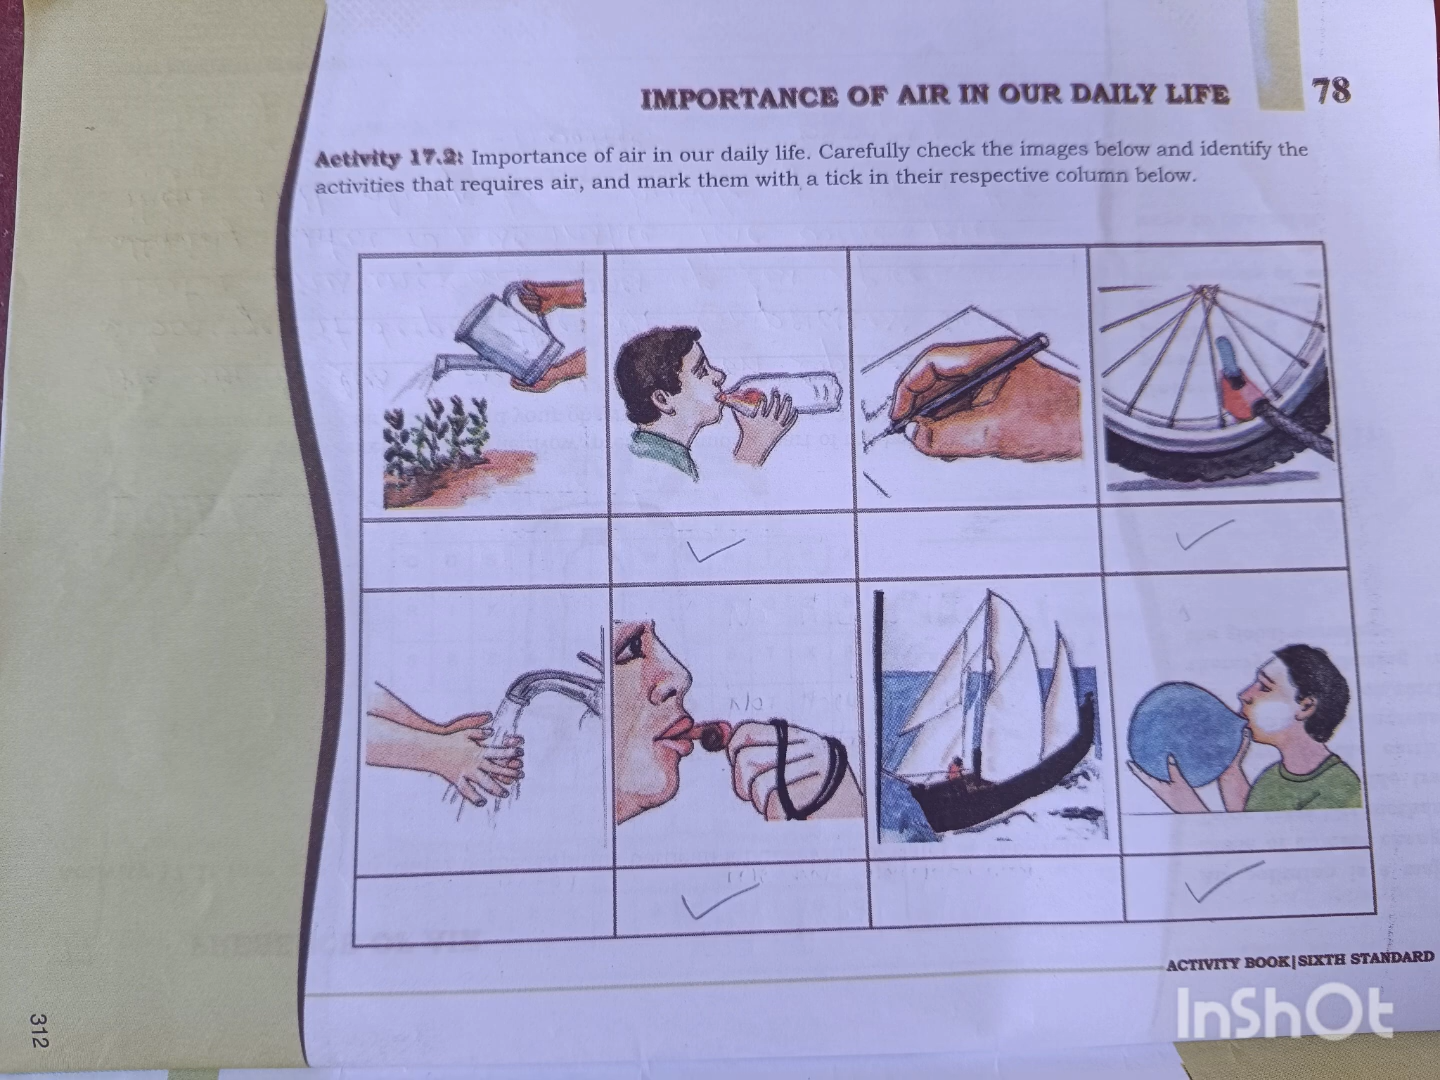 IMPORTANCE OF AIR IN OUR DAILY LIFE 78
Activity 17.2: Importance of air in our daily life. Carefully check the images below and identify the
activities that requires air, and mark them with a tick in their respective column below.
ACTIVITY BOOK|SIXTH STANDARD
312
InShOt